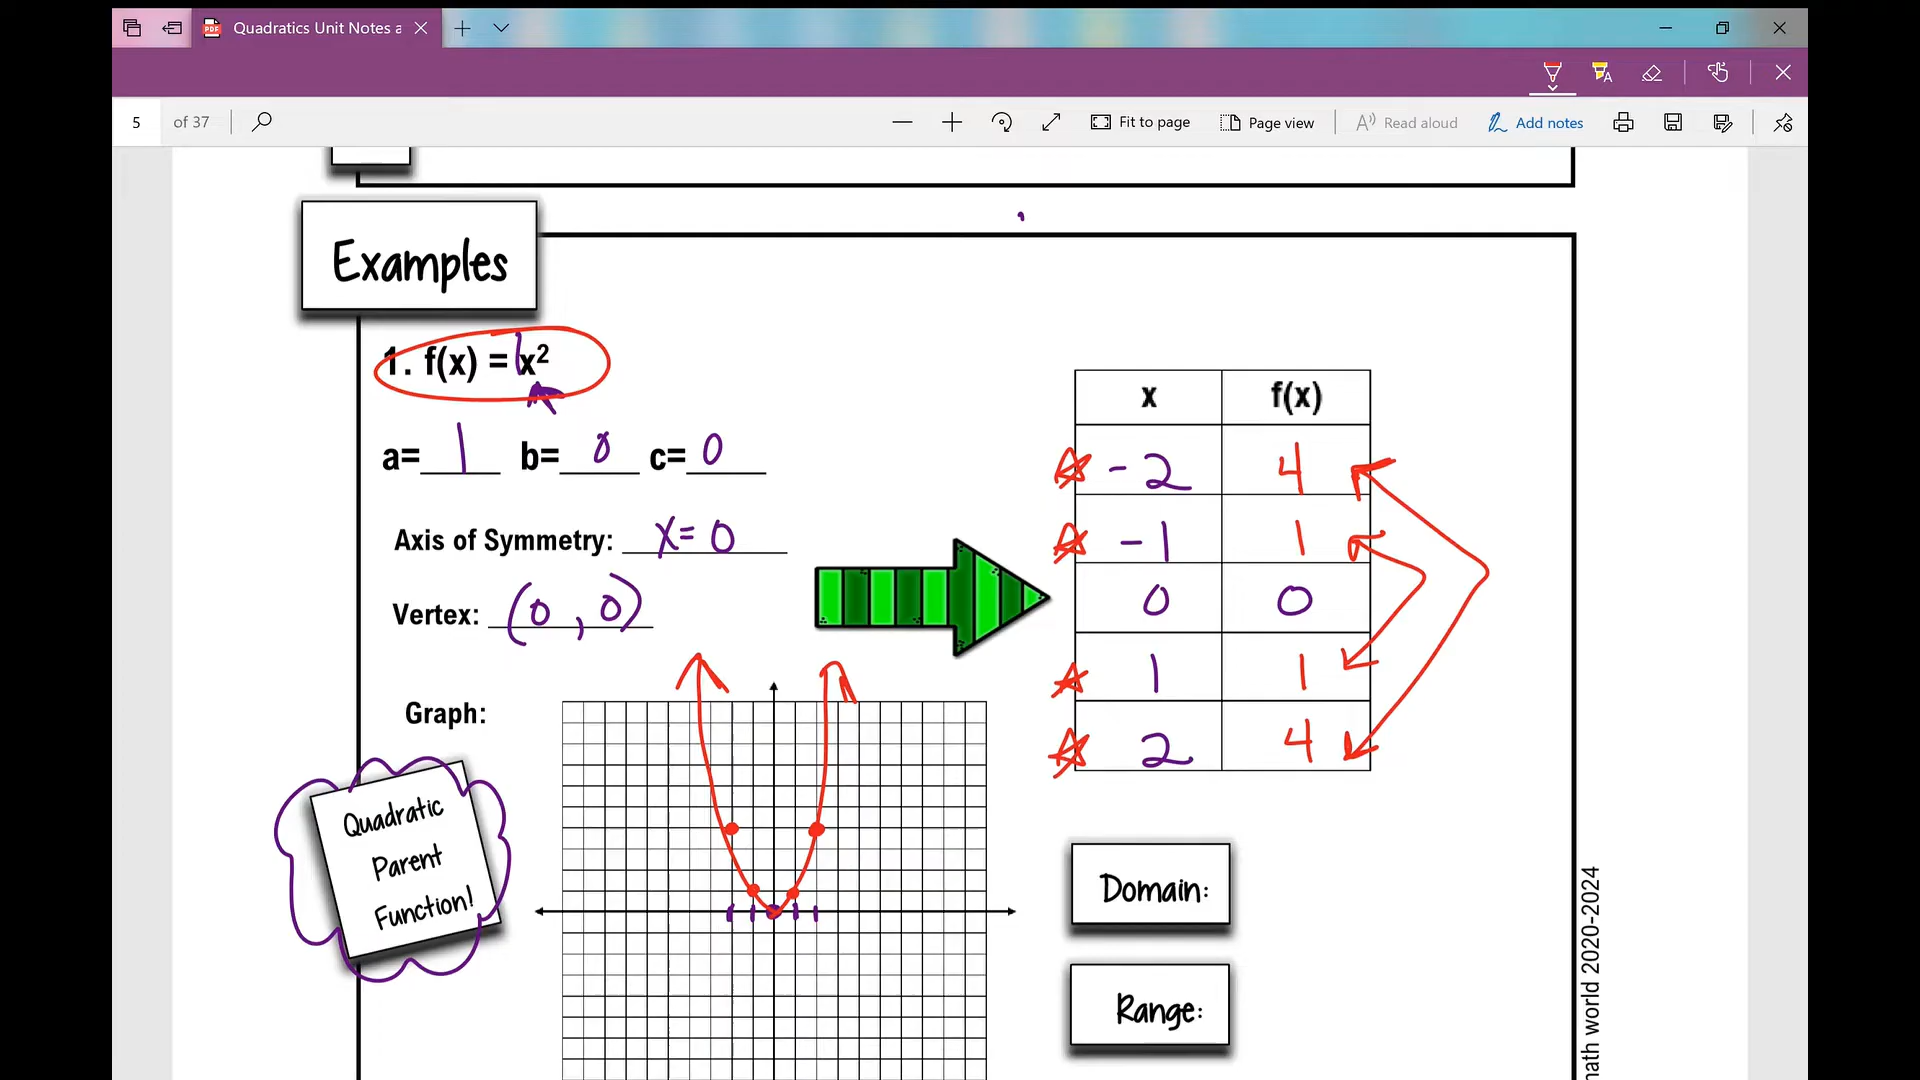 Quadratics Unit Notes a
5 of 37
Fit to page
Page view
Read aloud
Add notes
Examples
1. f(x) = x²
a= 1 b= 0 c= 0
Axis of Symmetry: x= 0
Vertex: (0 , 0)
Graph:
Quadratic
Parent
Function!
x f(x)
-2 4
-1 1
0 0
1 1
2 4
Domain:
Range:
math world 2020-2024